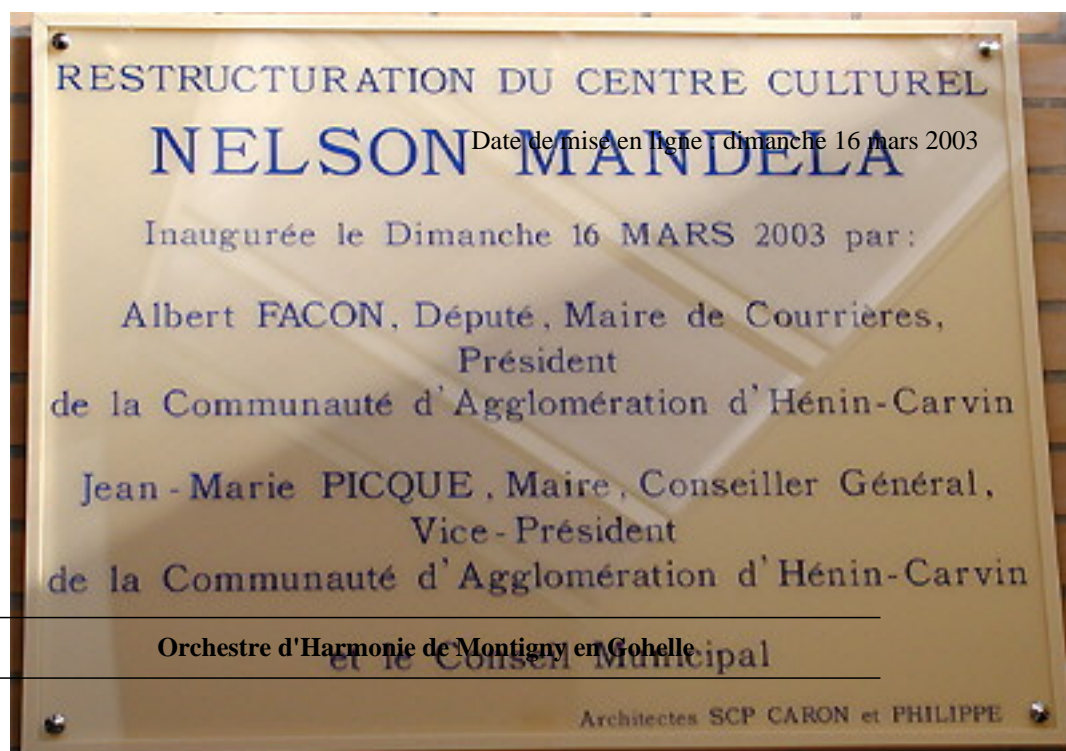 RESTRUCTURATION DU CENTRE CULTUREL
NELSON MANDELA
Date de mise en ligne : dimanche 16 mars 2003
Inaugurée le Dimanche 16 MARS 2003 par :
Albert FACON, Député, Maire de Courrières,
Président
de la Communauté d'Agglomération d'Hénin-Carvin
Jean-Marie PICQUE, Maire, Conseiller Général,
Vice-Président
de la Communauté d'Agglomération d'Hénin-Carvin
Orchestre d'Harmonie de Montigny en Gohelle
et le Conseil Municipal
Architectes SCP CARON et PHILIPPE